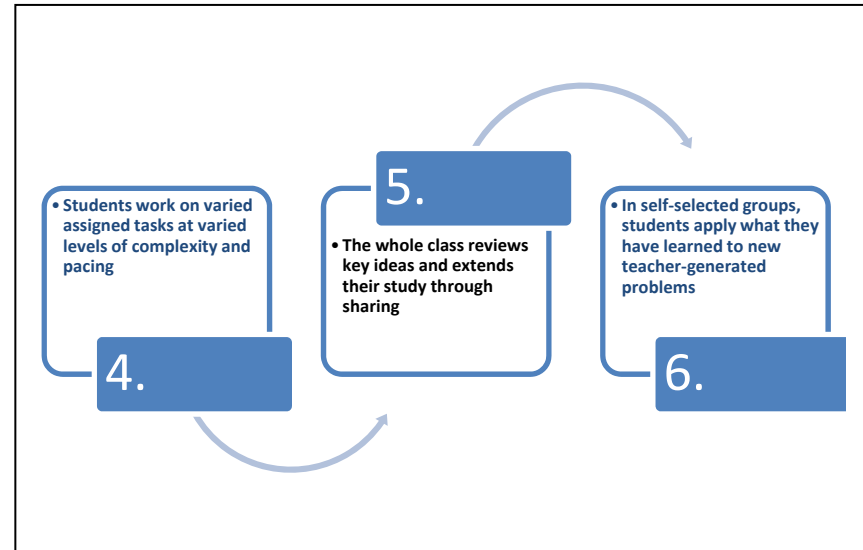 • Students work on varied
assigned tasks at varied
levels of complexity and
pacing
4.
5.
• The whole class reviews
key ideas and extends
their study through
sharing
• In self-selected groups,
students apply what they
have learned to new
teacher-generated
problems
6.